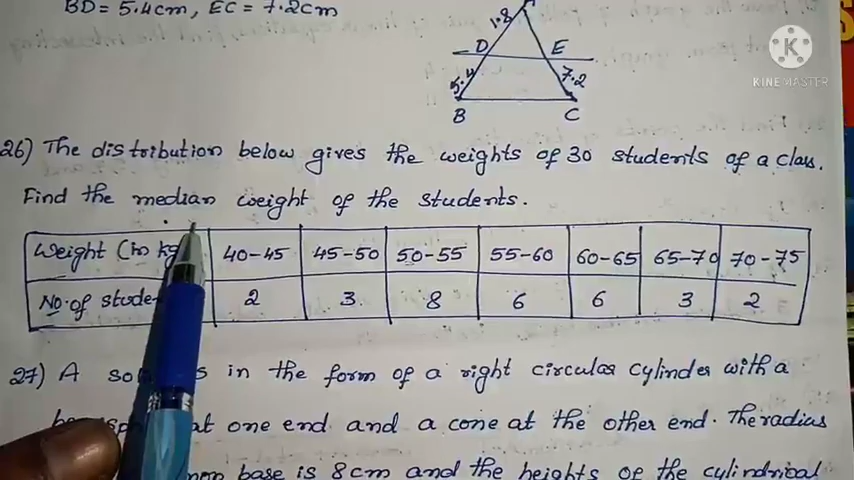 BD = 5.4cm, EC = 7.2cm
1.8
D E
5.4 7.2
B C
K
KINEMASTER
26) The distribution below gives the weights of 30 students of a class.
Find the median weight of the students.
Weight (in kg 40-45 45-50 50-55 55-60 60-65 65-70 70-75
No. of stude 2 3 8 6 6 3 2
27) A so s in the form of a right circular cylinder with a
at one end and a cone at the other end. The radius
base is 8cm and the heights of the cylindrical